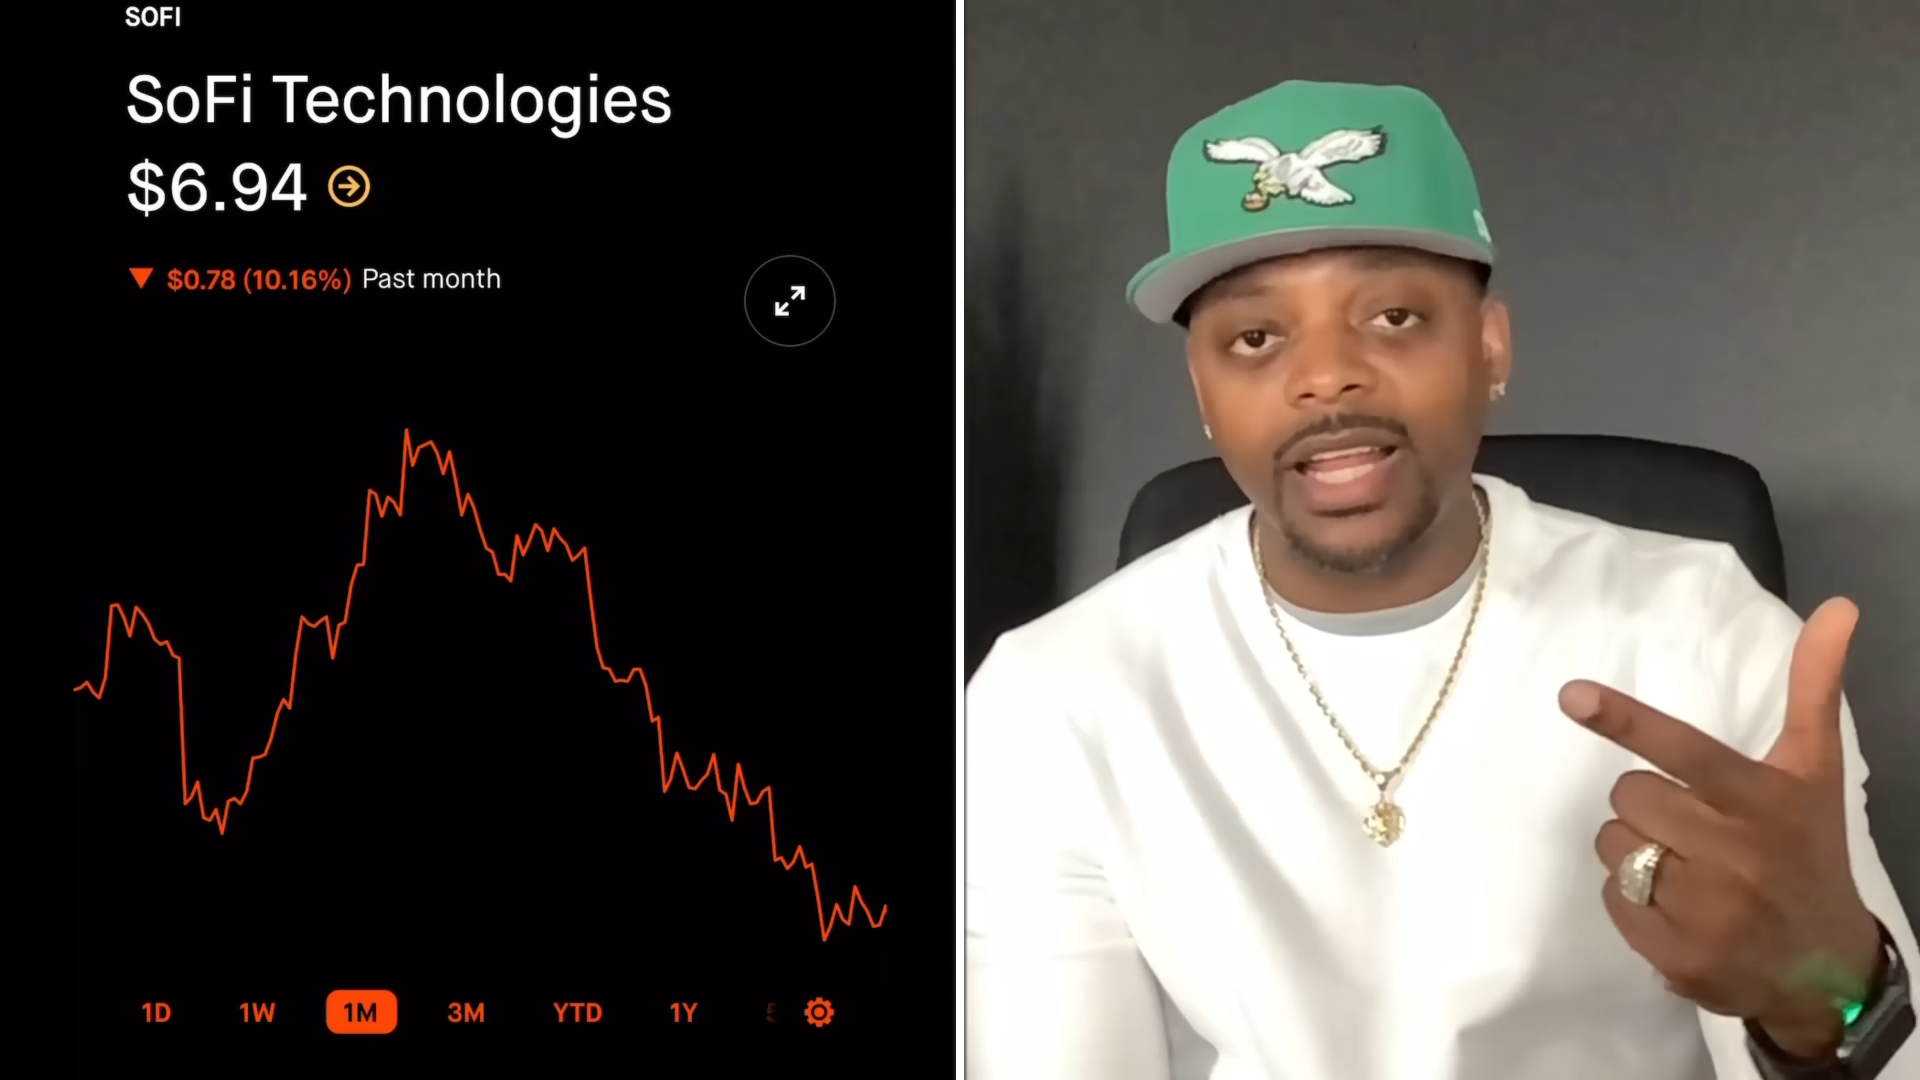 SOFI
SoFi Technologies
$6.94
▼ $0.78 (10.16%) Past month
1D 1W 1M 3M YTD 1Y